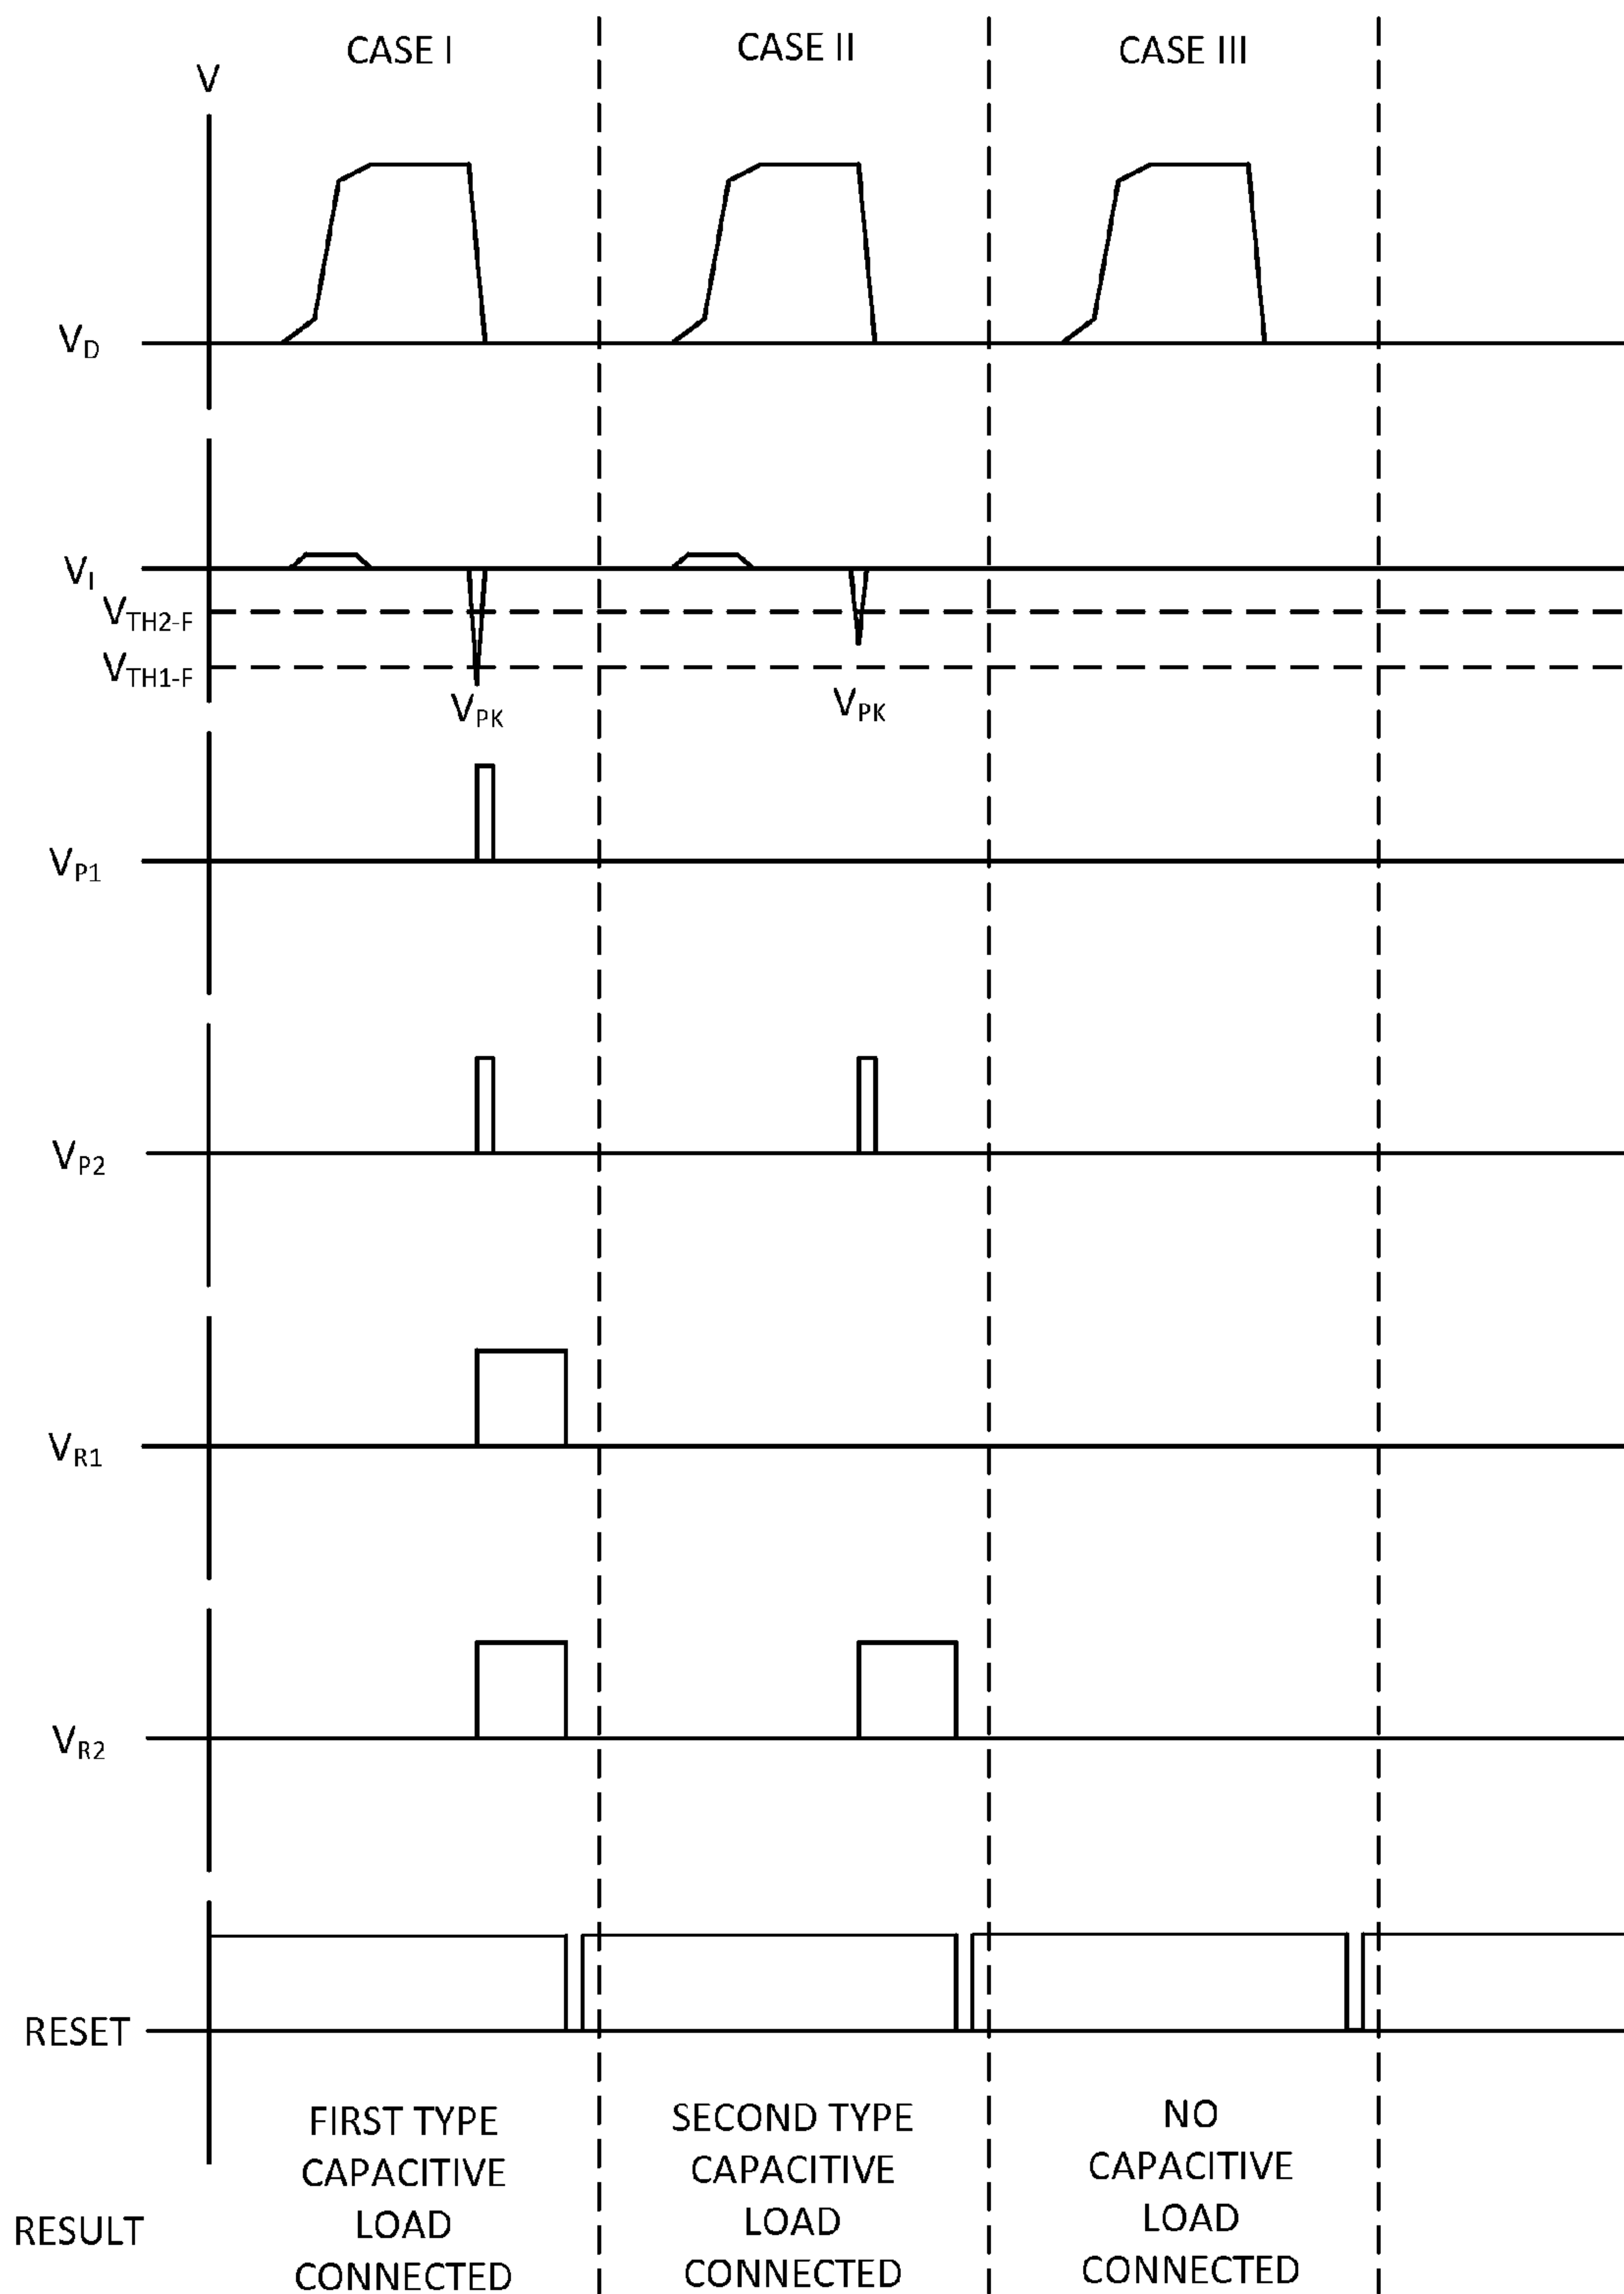 CASE I
CASE II
CASE III
V
VD
VI
VTH2-F
VTH1-F
VPK
VPK
VP1
VP2
VR1
VR2
RESET
RESULT
FIRST TYPE
CAPACITIVE
LOAD
CONNECTED
SECOND TYPE
CAPACITIVE
LOAD
CONNECTED
NO
CAPACITIVE
LOAD
CONNECTED